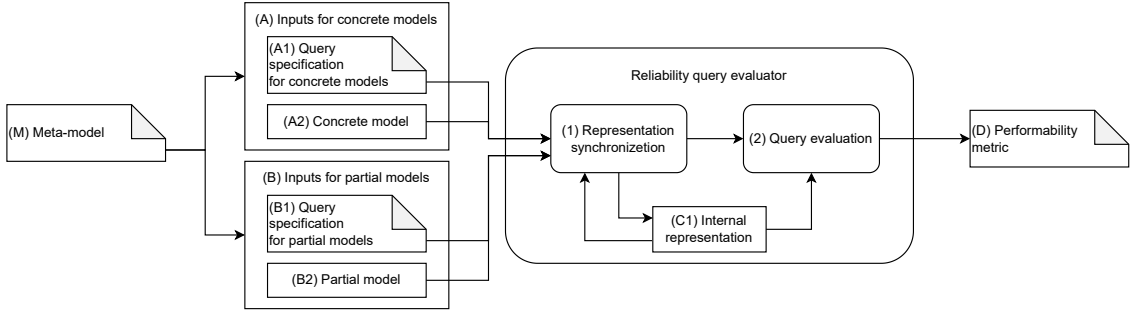 (M) Meta-model
(A) Inputs for concrete models
(A1) Query
specification
for concrete models
(A2) Concrete model
(B) Inputs for partial models
(B1) Query
specification
for partial models
(B2) Partial model
Reliability query evaluator
(1) Representation
synchronization
(2) Query evaluation
(C1) Internal
representation
(D) Performability
metric